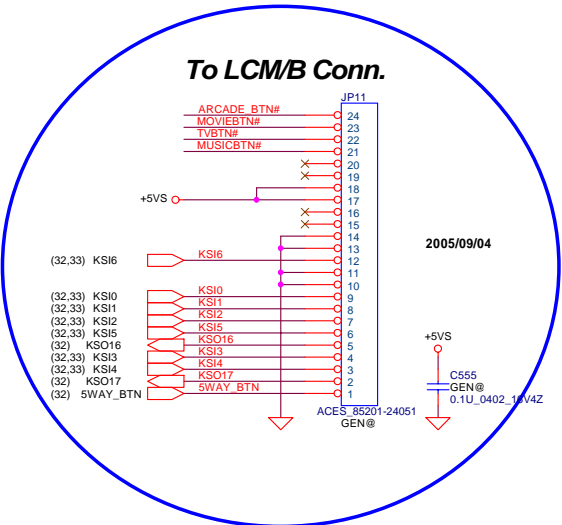 To LCM/B Conn.
JP11
ARCADE_BTN# 24
MOVIEBTN# 23
TVBTN# 22
MUSICBTN# 21
20
19
18
+5VS 17
16
15
14
13
(32,33) KSI6 KSI6 12
11
10
(32,33) KSI0 KSI0 9
(32,33) KSI1 KSI1 8
(32,33) KSI2 KSI2 7
(32,33) KSI5 KSI5 6
(32) KSO16 KSO16 5
(32,33) KSI3 KSI3 4
(32,33) KSI4 KSI4 3
(32) KSO17 KSO17 2
(32) 5WAY_BTN 5WAY_BTN 1
ACES_85201-24051
GEN@
2005/09/04
+5VS
C555
GEN@
0.1U_0402_16V4Z